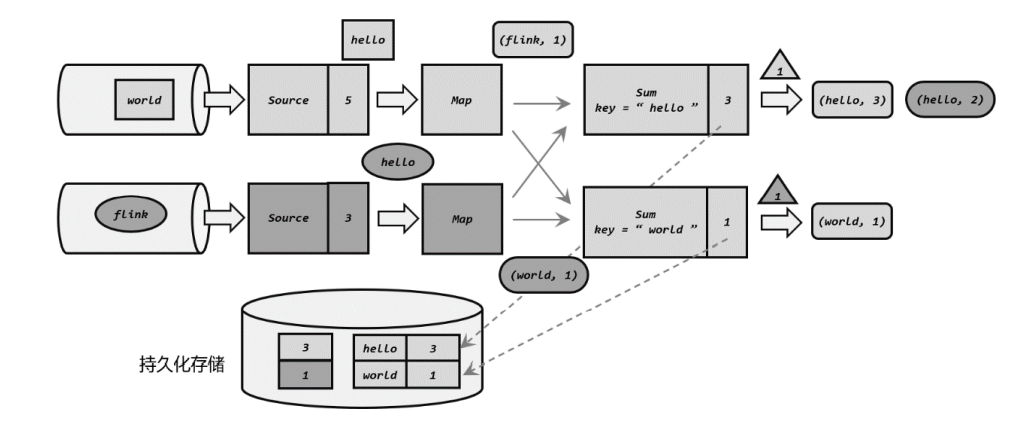 hello
(flink, 1)
world
Source
5
Map
Sum
key = “ hello ”
3
1
(hello, 3)
(hello, 2)
hello
flink
Source
3
Map
Sum
key = “ world ”
1
1
(world, 1)
(world, 1)
持久化存储
3
hello
3
1
world
1